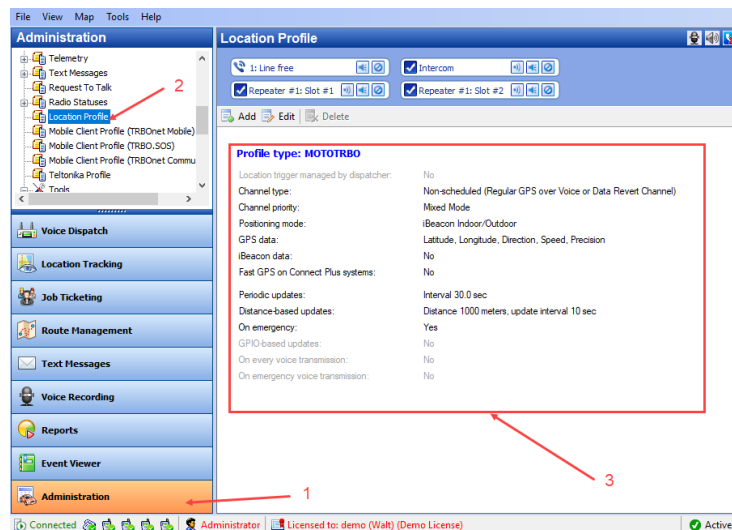 File View Map Tools Help
Administration
Location Profile
Telemetry
Text Messages
Request To Talk
Radio Statuses
Location Profile
Mobile Client Profile (TRBOnet Mobile)
Mobile Client Profile (TRBO.SOS)
Mobile Client Profile (TRBOnet Commu
Teltonika Profile
Tools
2
Voice Dispatch
Location Tracking
Job Ticketing
Route Management
Text Messages
Voice Recording
Reports
Event Viewer
Administration
1
1: Line free
Intercom
Repeater #1: Slot #1
Repeater #1: Slot #2
Add Edit Delete
Profile type: MOTOTRBO
Location trigger managed by dispatcher: No
Channel type: Non-scheduled (Regular GPS over Voice or Data Revert Channel)
Channel priority: Mixed Mode
Positioning mode: iBeacon Indoor/Outdoor
GPS data: Latitude, Longitude, Direction, Speed, Precision
iBeacon data: No
Fast GPS on Connect Plus systems: No
Periodic updates: Interval 30.0 sec
Distance-based updates: Distance 1000 meters, update interval 10 sec
On emergency: Yes
GPIO-based updates: No
On every voice transmission: No
On emergency voice transmission: No
3
Connected Administrator Licensed to: demo (Walt) (Demo License) Active